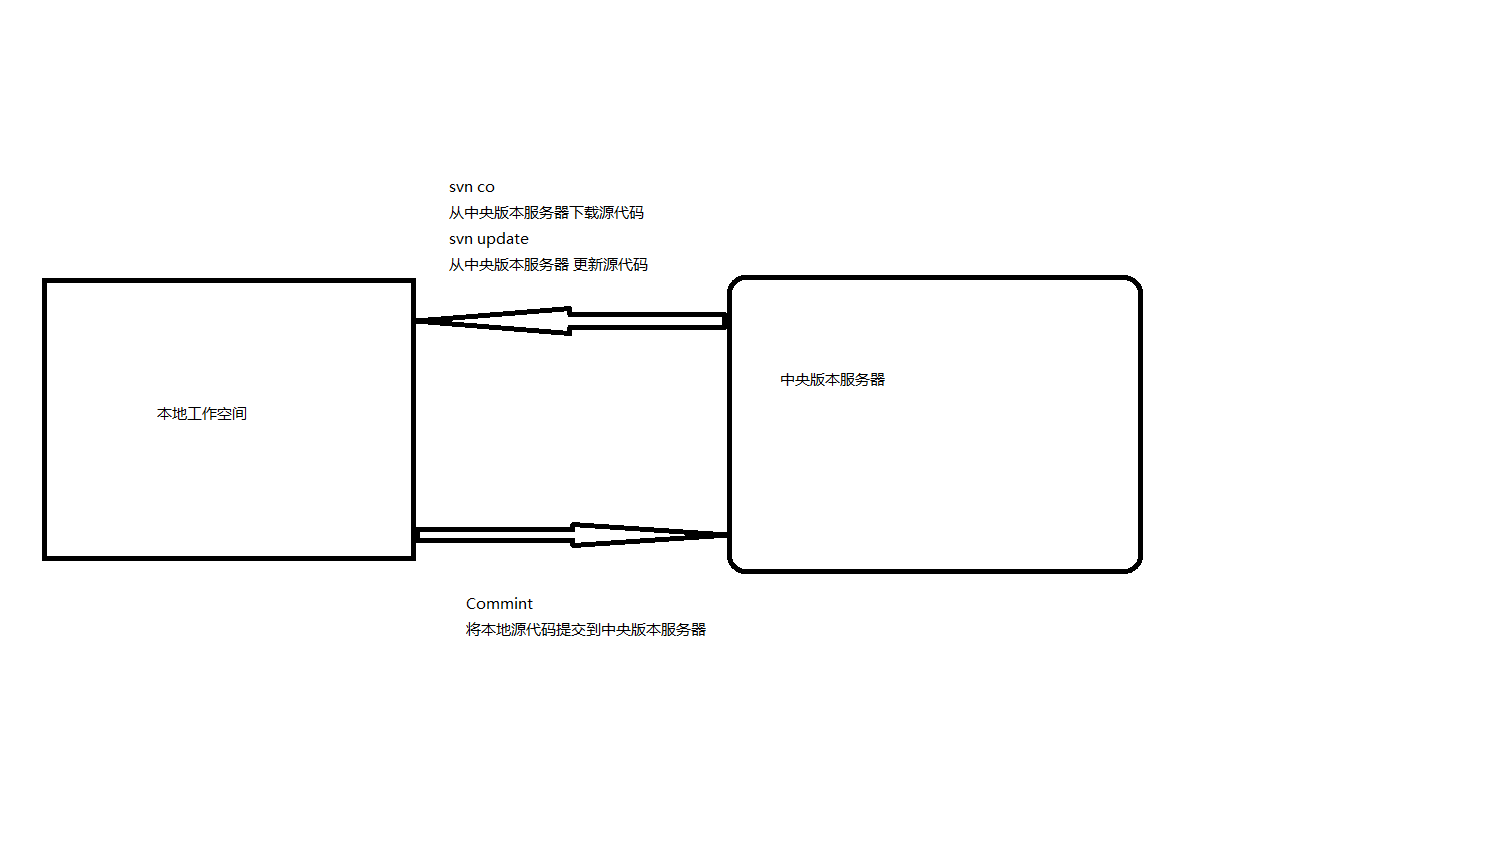 svn co
从中央版本服务器下载源代码
svn update
从中央版本服务器 更新源代码
中央版本服务器
本地工作空间
Commint
将本地源代码提交到中央版本服务器